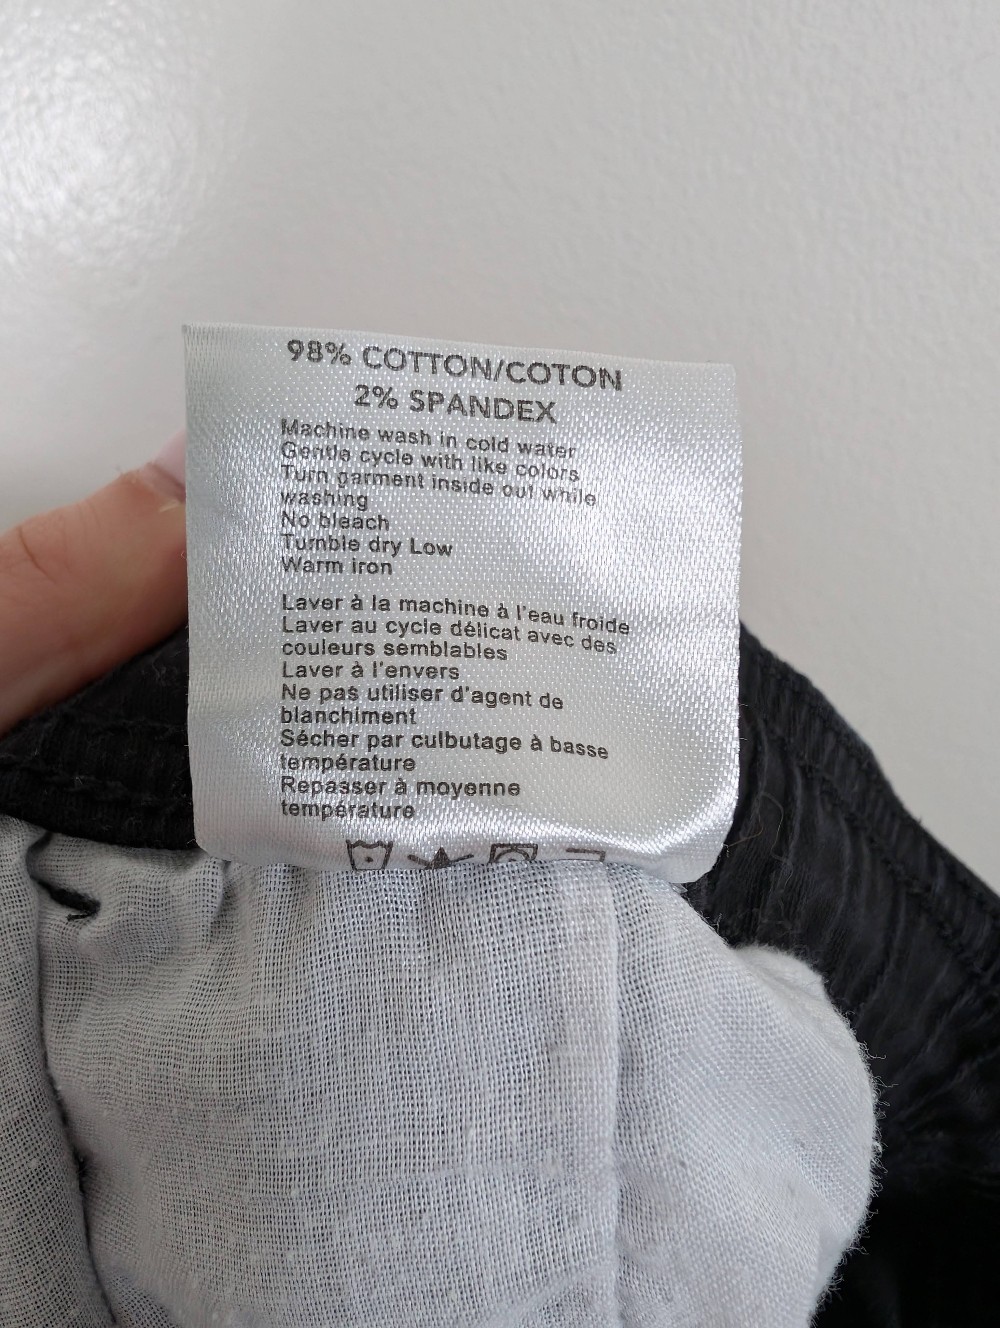 98% COTTON/COTON
2% SPANDEX
Machine wash in cold water
Gentle cycle with like colors
Turn garment inside out while
washing
No bleach
Tumble dry Low
Warm iron
Laver à la machine à l'eau froide
Laver au cycle délicat avec des
couleurs semblables
Laver à l'envers
Ne pas utiliser d'agent de
blanchiment
Sécher par culbutage à basse
température
Repasser à moyenne
température